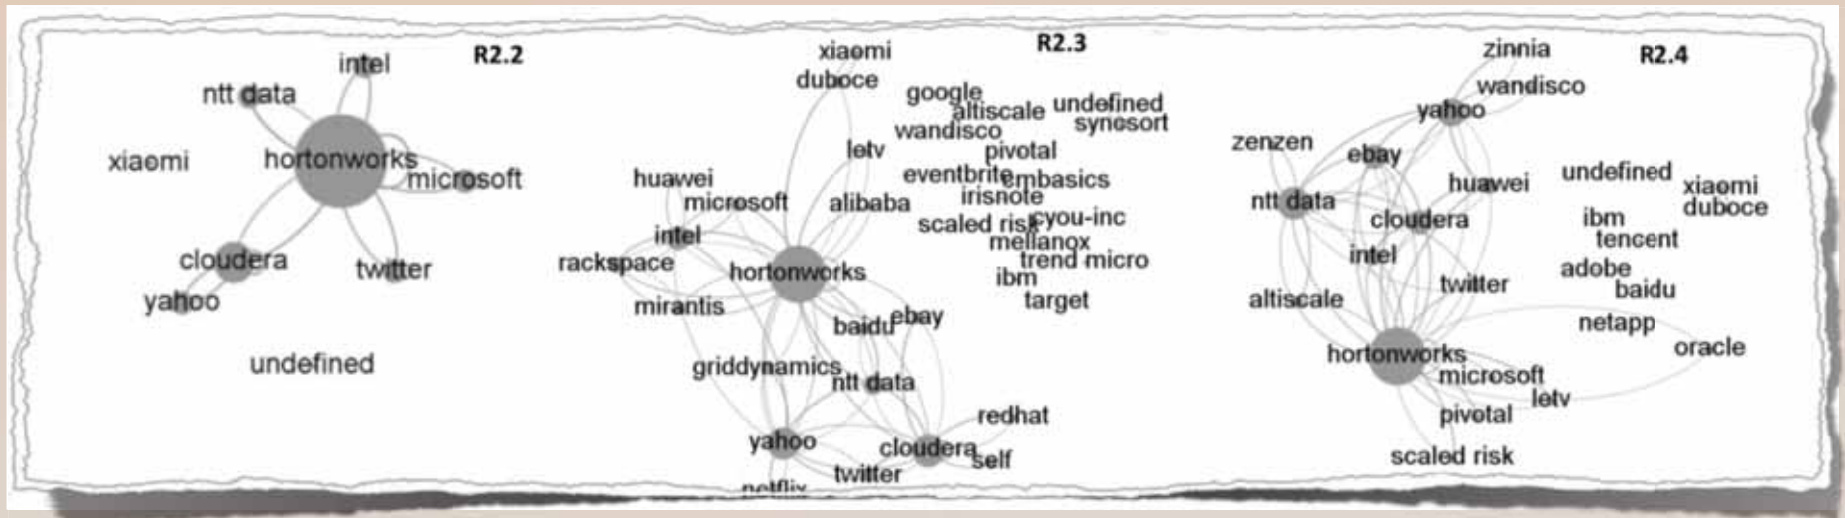 R2.2
intel
ntt data
xiaomi
hortonworks
microsoft
cloudera
twitter
yahoo
undefined
R2.3
xiaomi
duboce
google
altiscale
undefined
syncsort
wandisco
letv
pivotal
eventbrite
embasics
huawei
microsoft
alibaba
irisnote
scaled risk
cyou-inc
intel
mellanox
rackspace
hortonworks
trend micro
ibm
mirantis
target
baidu
ebay
griddynamics
ntt data
redhat
yahoo
cloudera
self
twitter
netflix
R2.4
zinnia
wandisco
yahoo
zenzen
ebay
huawei
undefined
xiaomi
duboce
ntt data
cloudera
ibm
tencent
intel
adobe
twitter
baidu
altiscale
netapp
oracle
hortonworks
microsoft
letv
pivotal
scaled risk